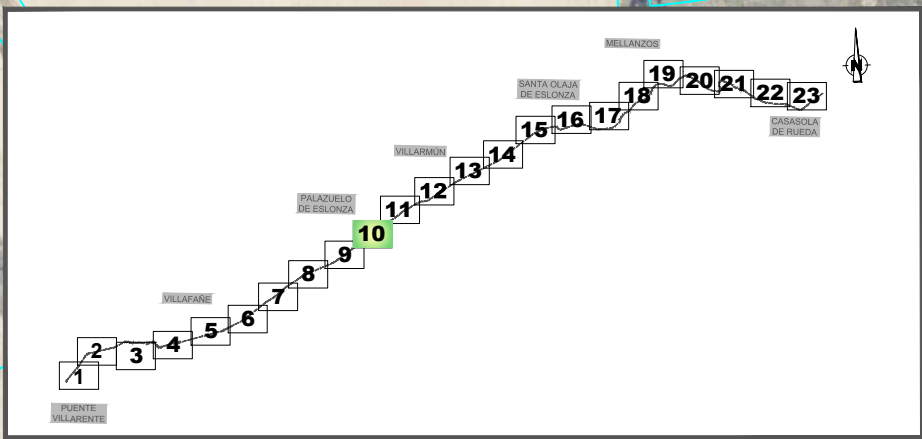 MELLANZOS
N
19
20
21
22
23
SANTA OLAJA
DE ESLONZA
18
17
16
15
CASASOLA
DE RUEDA
VILLARMÚN
14
13
12
PALAZUELO
DE ESLONZA
11
10
9
8
7
VILLAFAÑE
6
5
4
3
2
1
PUENTE
VILLARENTE